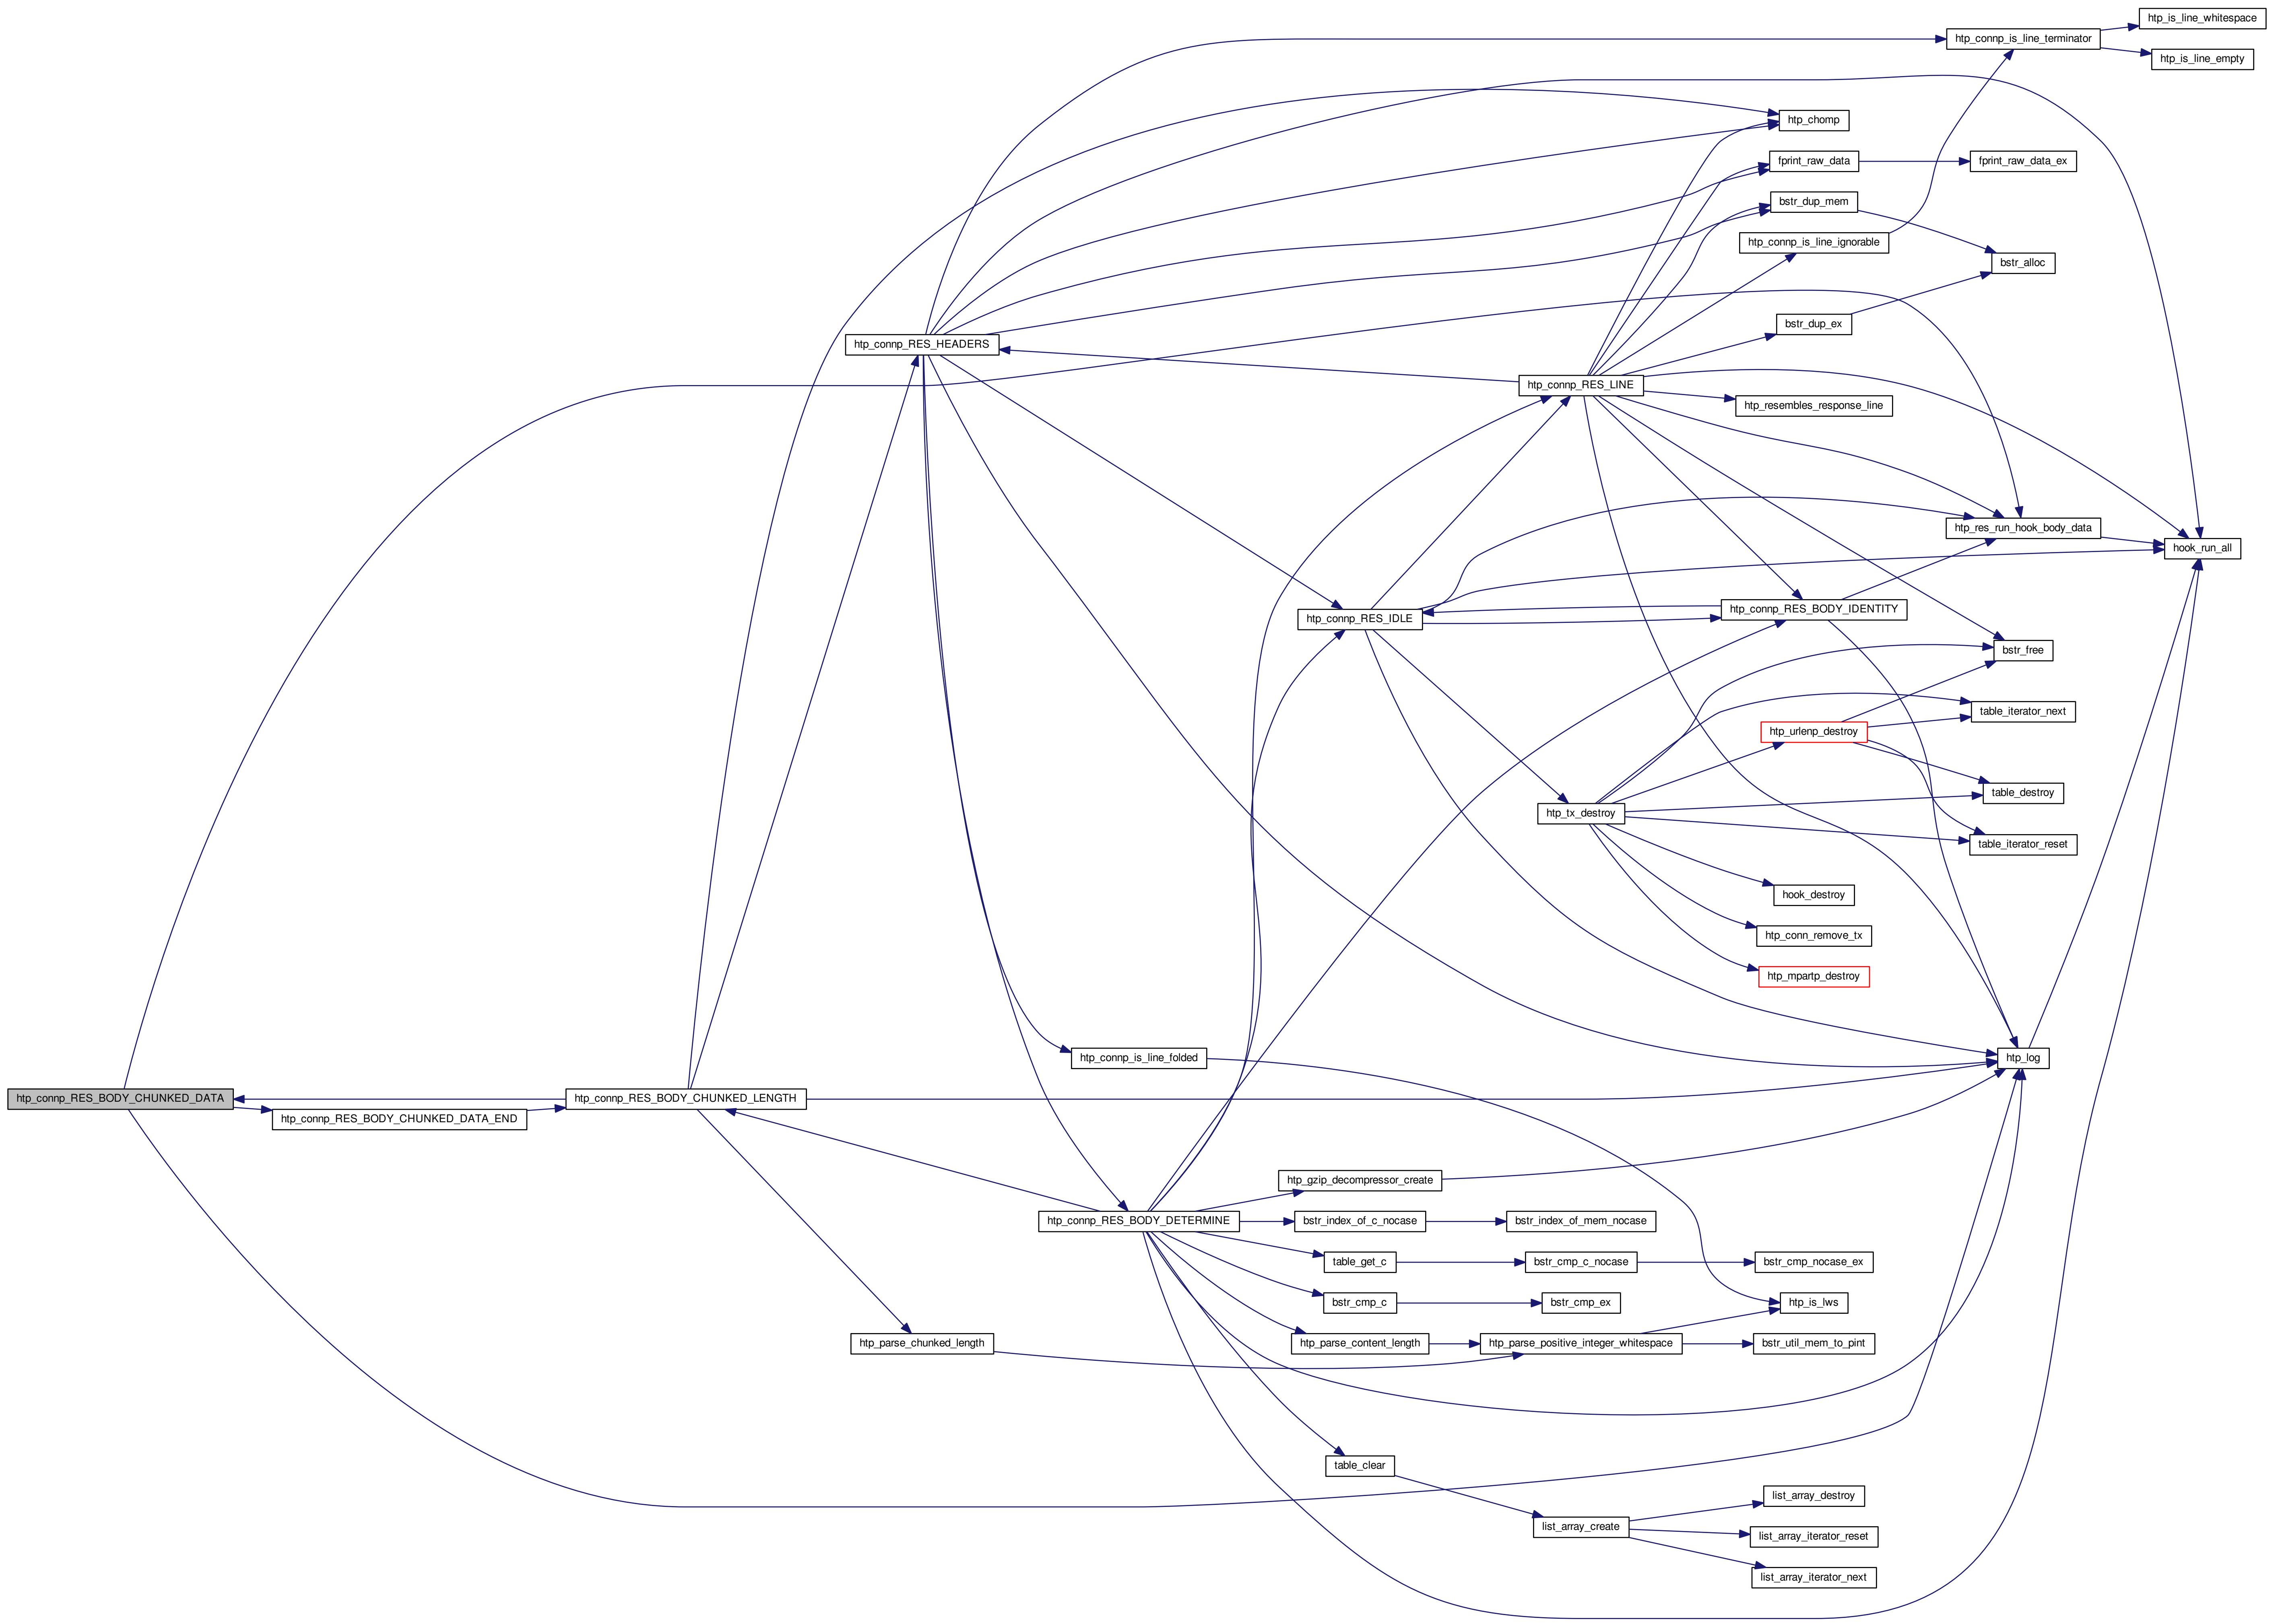 htp_is_line_whitespace
htp_connp_is_line_terminator
htp_is_line_empty
htp_chomp
fprint_raw_data
fprint_raw_data_ex
bstr_dup_mem
htp_connp_is_line_ignorable
bstr_alloc
bstr_dup_ex
htp_connp_RES_HEADERS
htp_connp_RES_LINE
htp_resembles_response_line
htp_res_run_hook_body_data
hook_run_all
htp_connp_RES_BODY_IDENTITY
htp_connp_RES_IDLE
bstr_free
table_iterator_next
htp_urlenp_destroy
table_destroy
htp_tx_destroy
table_iterator_reset
hook_destroy
htp_conn_remove_tx
htp_mpartp_destroy
htp_connp_is_line_folded
htp_log
htp_connp_RES_BODY_CHUNKED_DATA
htp_connp_RES_BODY_CHUNKED_LENGTH
htp_connp_RES_BODY_CHUNKED_DATA_END
htp_gzip_decompressor_create
htp_connp_RES_BODY_DETERMINE
bstr_index_of_c_nocase
bstr_index_of_mem_nocase
table_get_c
bstr_cmp_c_nocase
bstr_cmp_nocase_ex
bstr_cmp_c
bstr_cmp_ex
htp_is_lws
htp_parse_chunked_length
htp_parse_content_length
htp_parse_positive_integer_whitespace
bstr_util_mem_to_pint
table_clear
list_array_destroy
list_array_create
list_array_iterator_reset
list_array_iterator_next